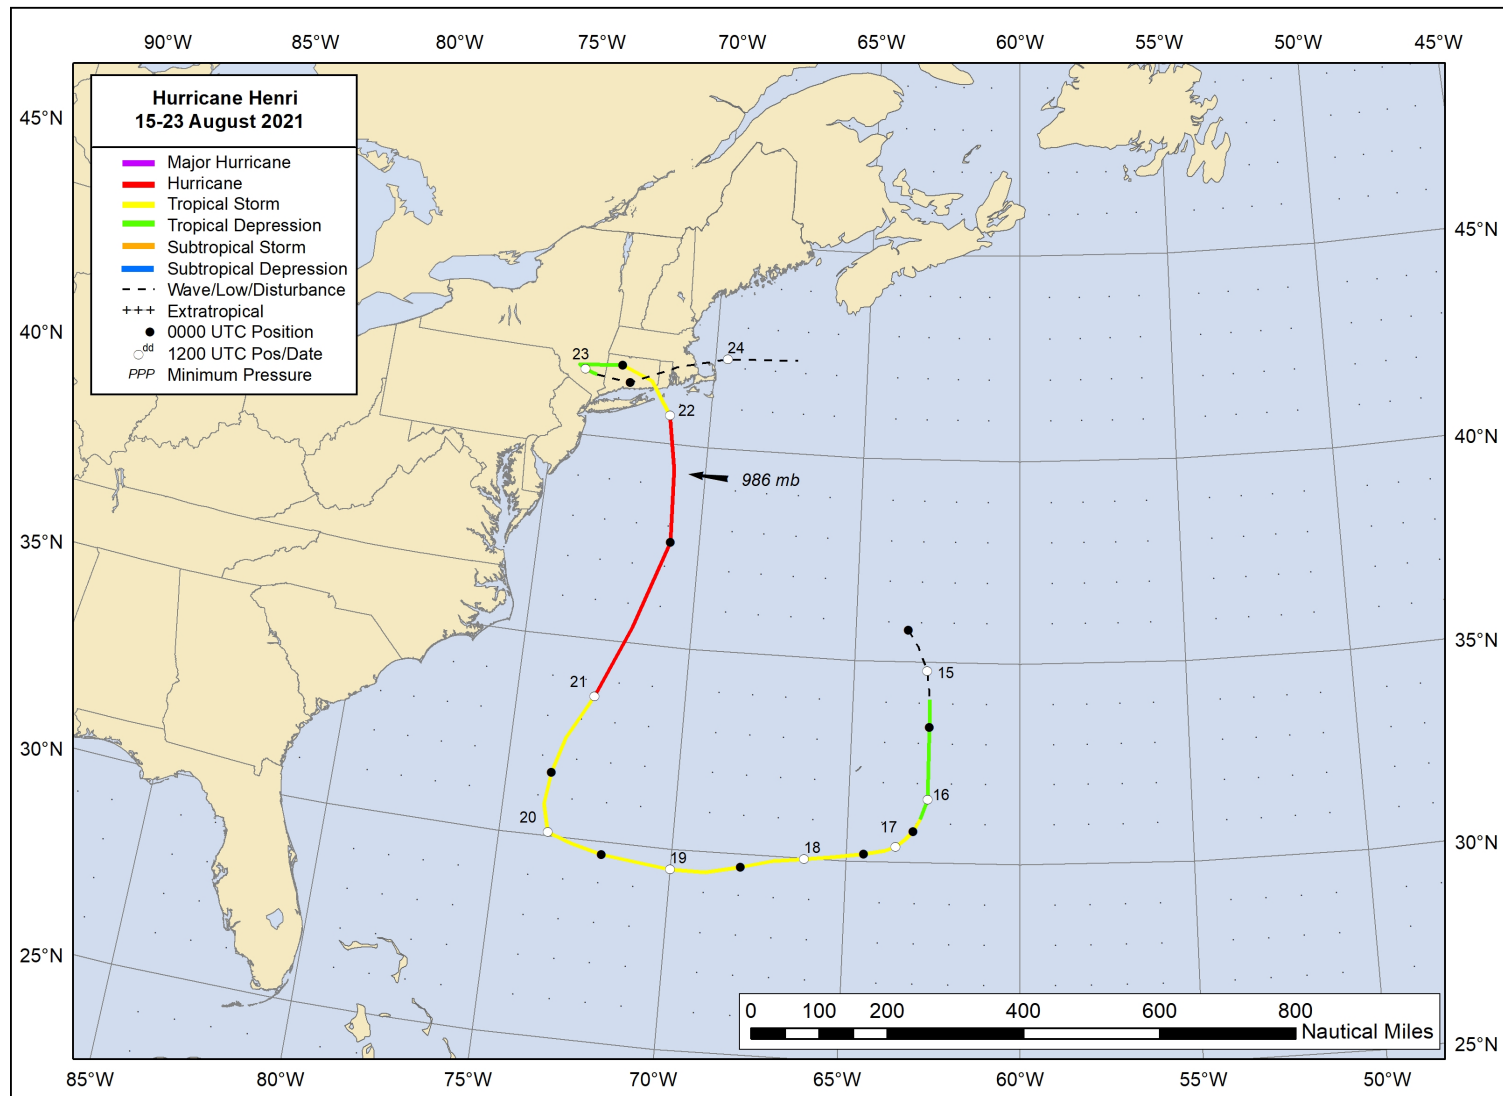 90°W 85°W 80°W 75°W 70°W 65°W 60°W 55°W 50°W 45°W
Hurricane Henri
15-23 August 2021
Major Hurricane
Hurricane
Tropical Storm
Tropical Depression
Subtropical Storm
Subtropical Depression
Wave/Low/Disturbance
+++ Extratropical
0000 UTC Position
dd 1200 UTC Pos/Date
PPP Minimum Pressure
45°N
45°N
40°N
23
24
22
40°N
986 mb
35°N
35°N
15
21
30°N
16
20
17
30°N
18
19
25°N
0 100 200 400 600 800
Nautical Miles
25°N
85°W 80°W 75°W 70°W 65°W 60°W 55°W 50°W